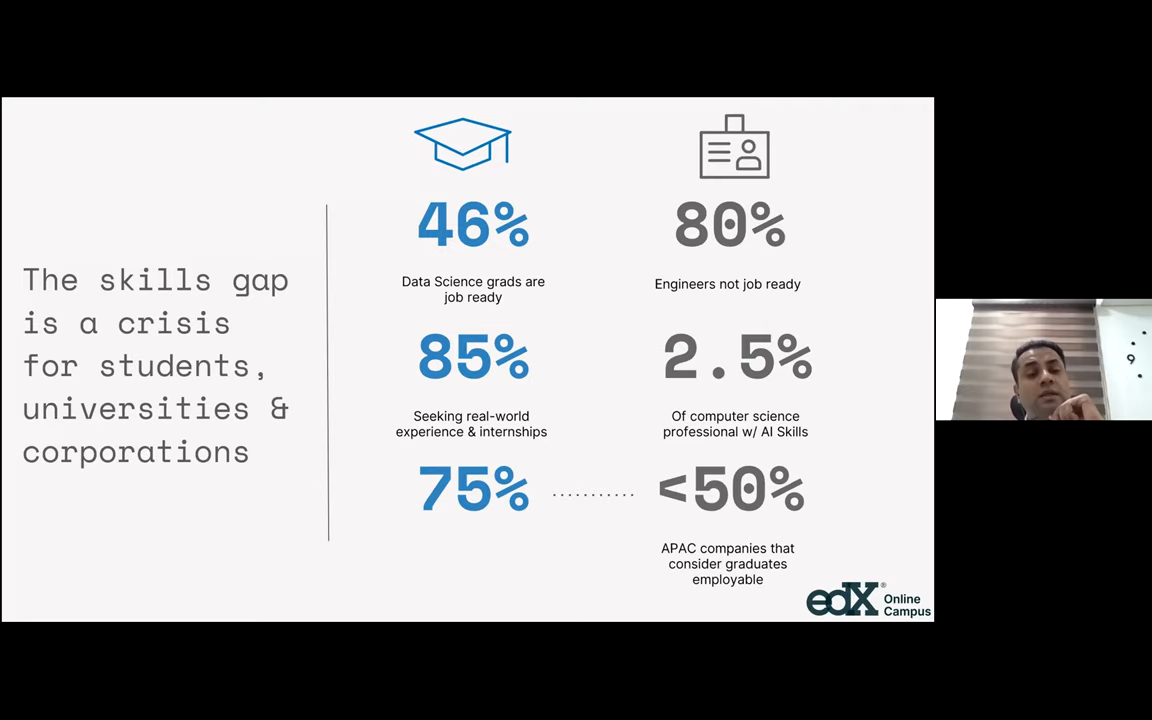 The skills gap
is a crisis
for students,
universities &
corporations
46%
Data Science grads are
job ready
85%
Seeking real-world
experience & internships
75%
80%
Engineers not job ready
2.5%
Of computer science
professional w/ AI Skills
<50%
APAC companies that
consider graduates
employable
edX®
Online
Campus
9